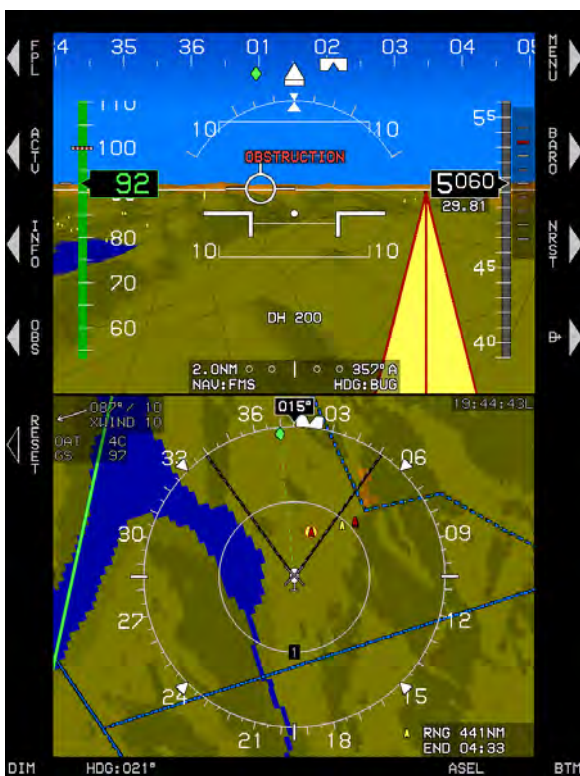 FPL
MENU
34 35 36 01 02 03 04 05
ACTV
BARO
110
55
10 10
100
OBSTRUCTION
92
5060
29.81
INFO
NRST
80
10 10
45
70
DH 200
60
40
OBS
D
2.0NM 357° A
NAV:FMS HDG:BUG
RESET
087°/ 10
XWIND 10
OAT 4C
GS 97
36 015° 03
19:44:43L
33 06
30 09
27 12
1
24 15
21 18
RNG 441NM
END 04:33
DIM HDG:021° ASEL BTM